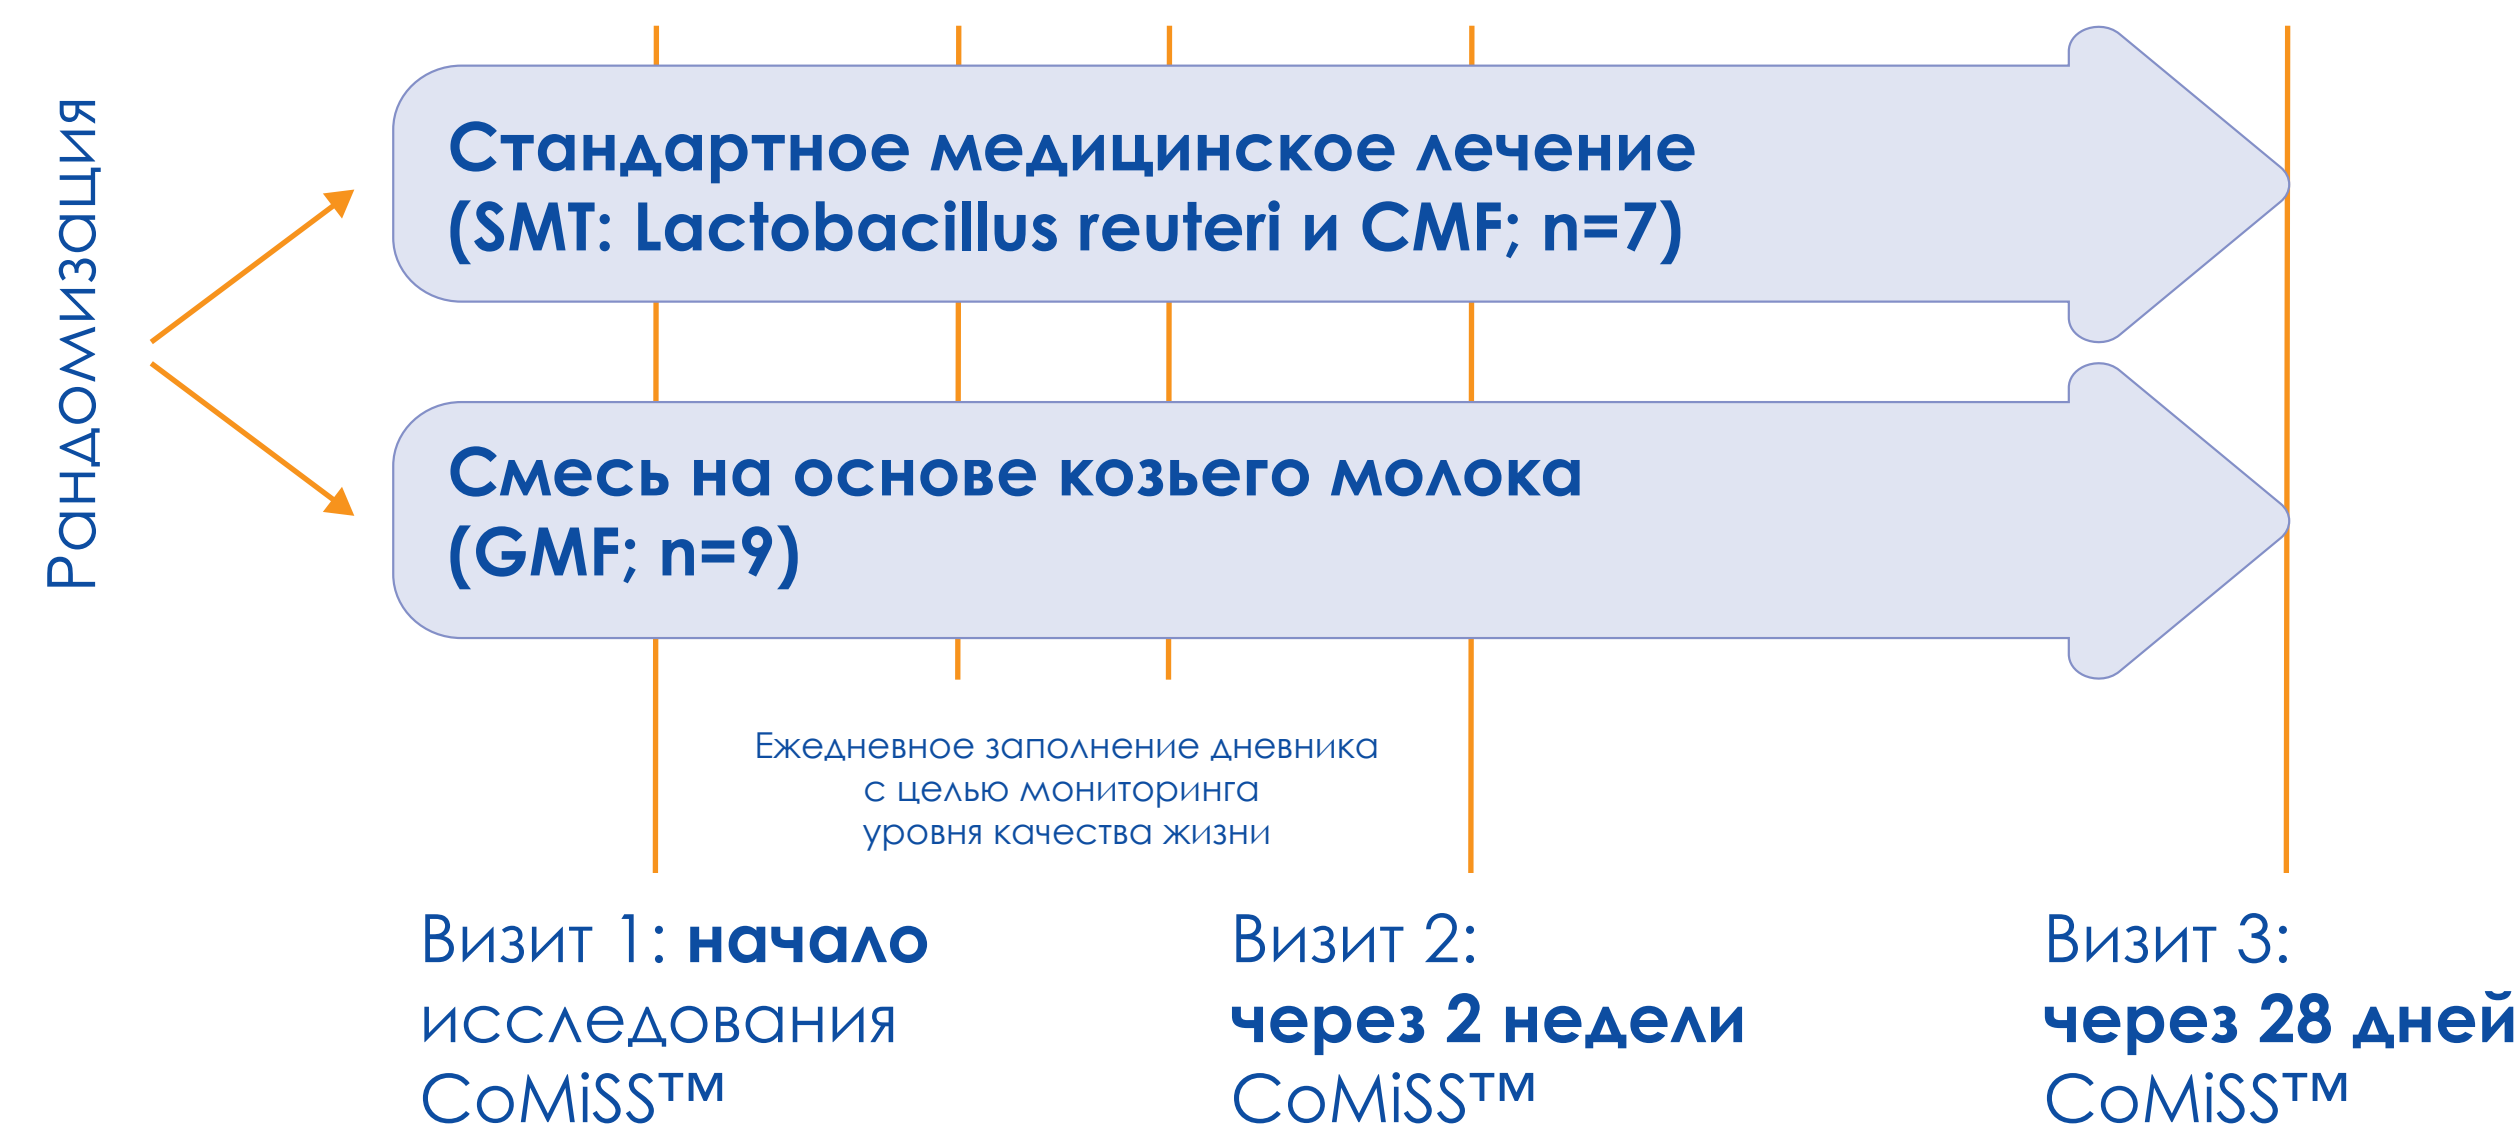 Рандомизация
Стандартное медицинское лечение
(SMT: Lactobacillus reuteri и СMF; n=7)
Смесь на основе козьего молока
(GMF; n=9)
Ежедневное заполнение дневника
с целью мониторинга
уровня качества жизни
Визит 1: начало
исследования
CoMiSS™
Визит 2:
через 2 недели
CoMiSS™
Визит 3:
через 28 дней
CoMiSS™